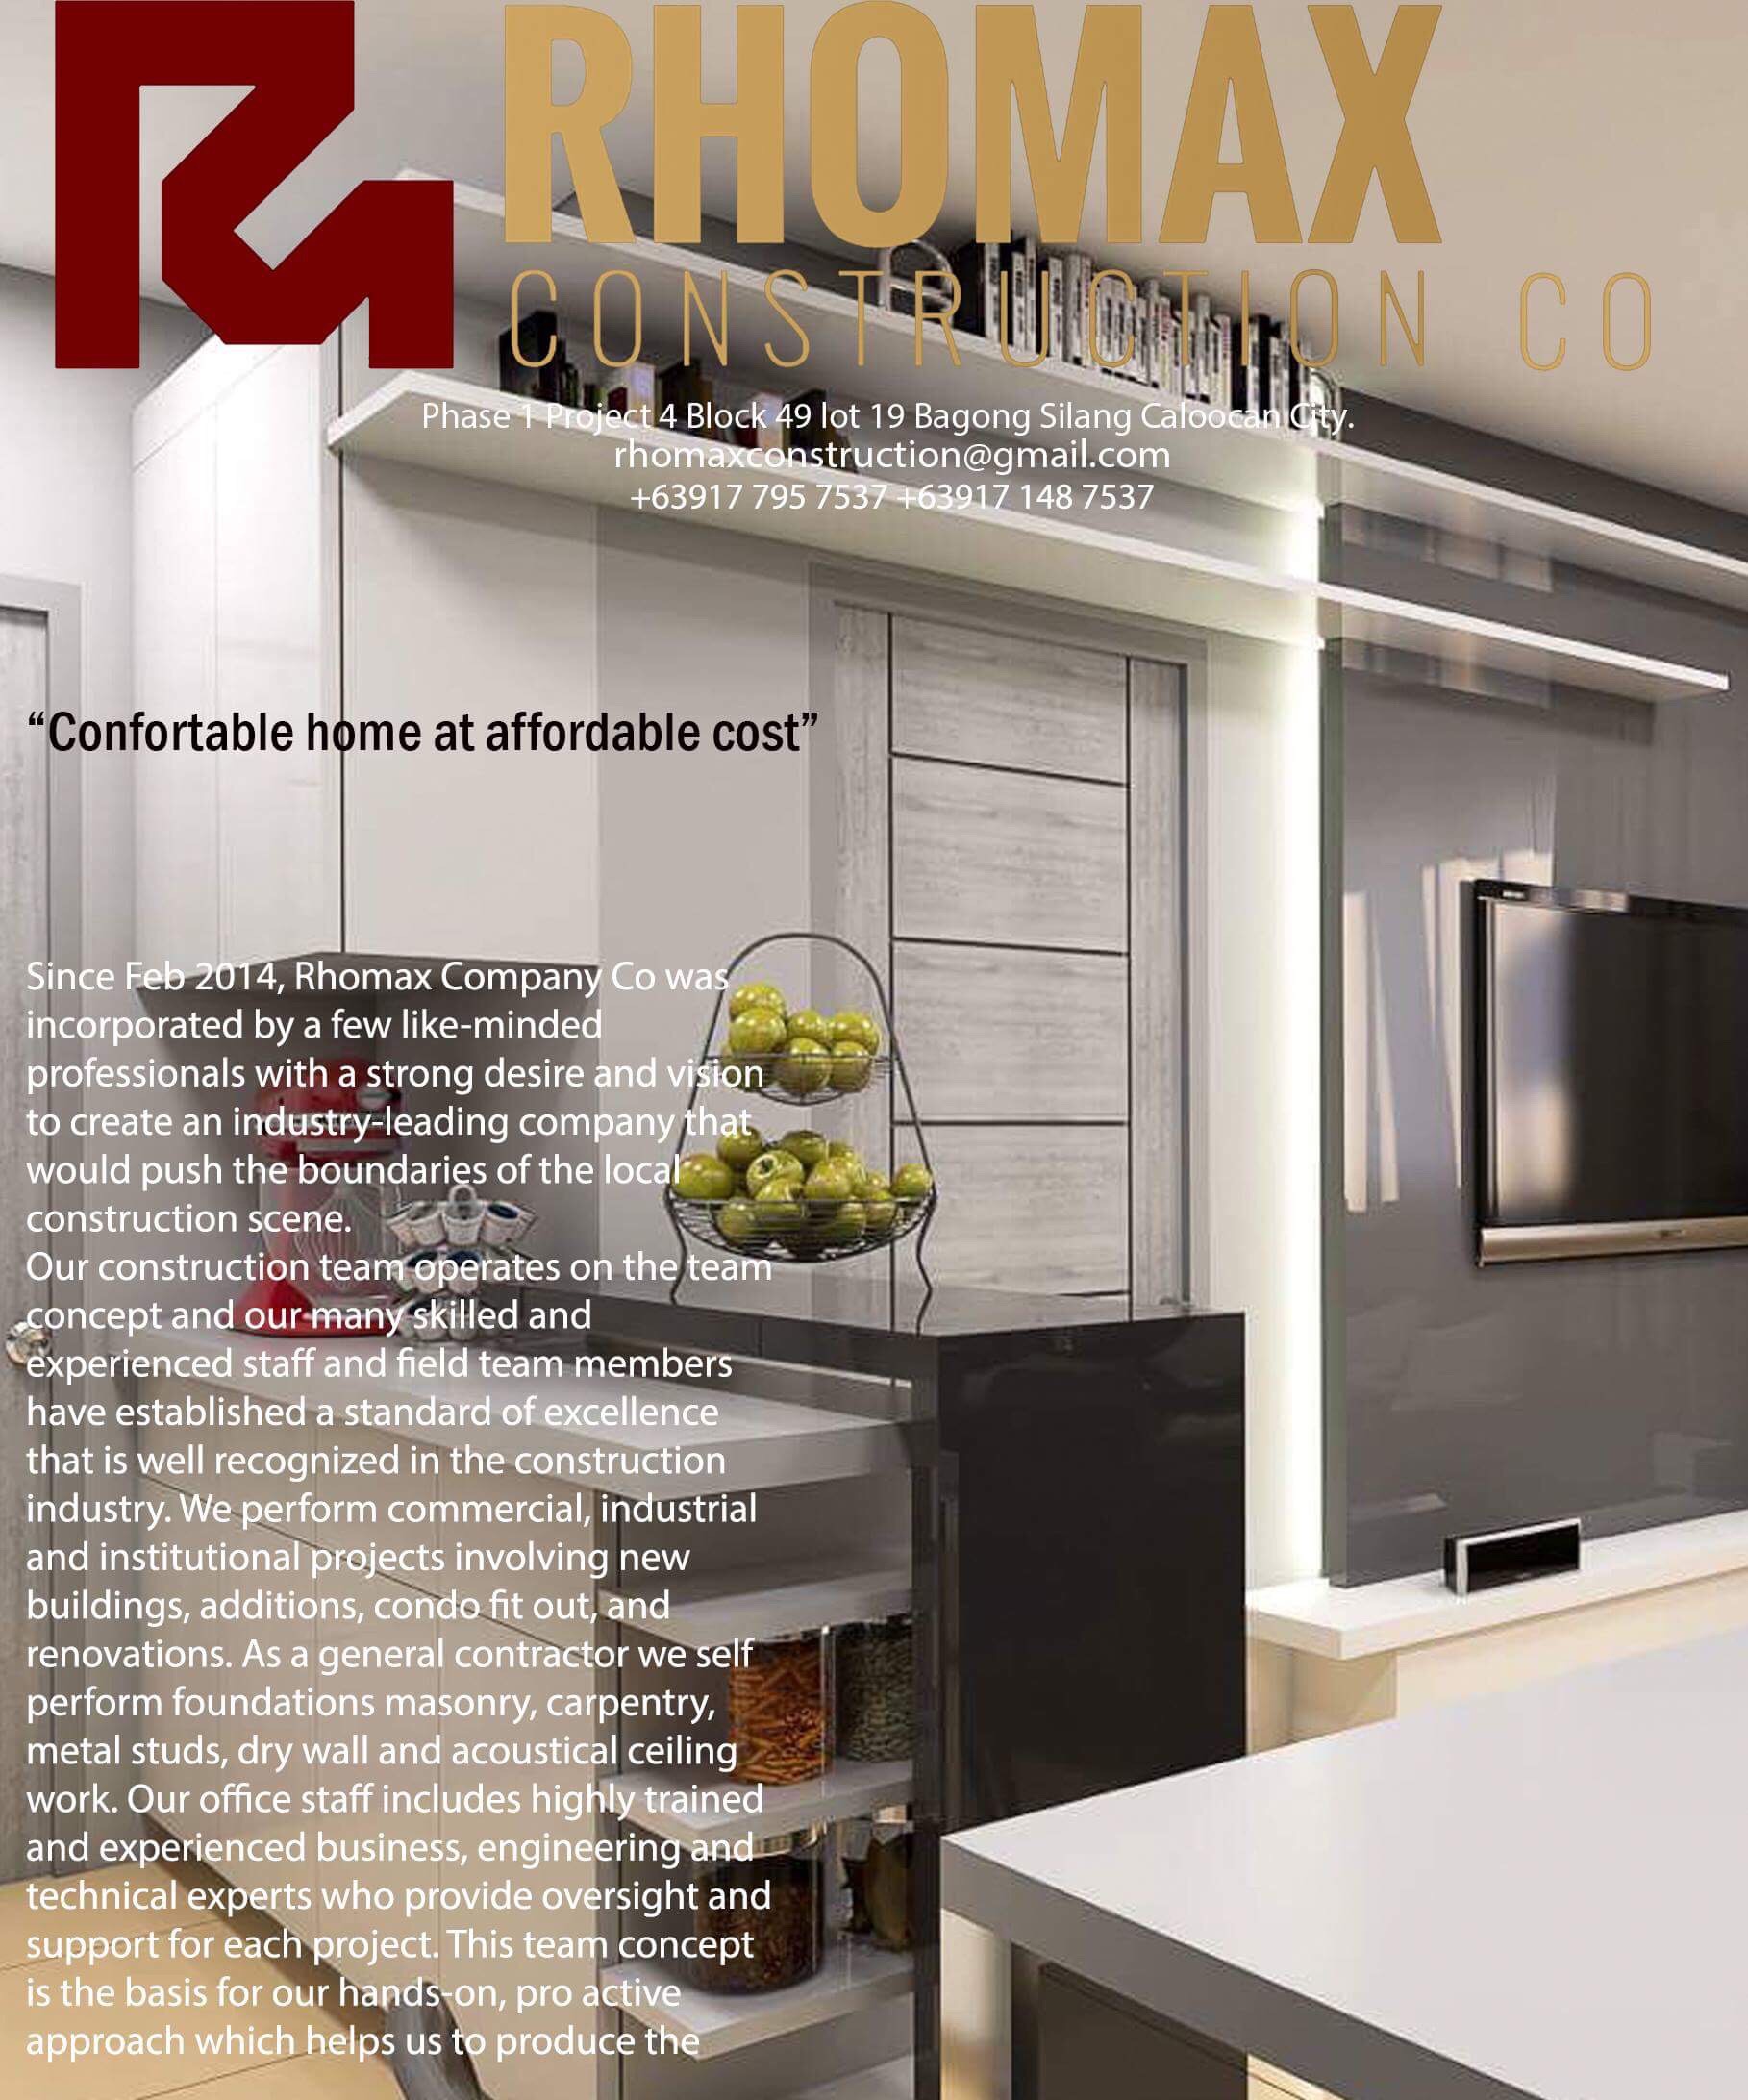 RHOMAX
CONSTRUCTION CO
Phase 1 Project 4 Block 49 lot 19 Bagong Silang Caloocan City.
rhomaxconstruction@gmail.com
+63917 795 7537 +63917 148 7537
“Confortable home at affordable cost”
Since Feb 2014, Rhomax Company Co was
incorporated by a few like-minded
professionals with a strong desire and vision
to create an industry-leading company that
would push the boundaries of the local
construction scene.
Our construction team operates on the team
concept and our many skilled and
experienced staff and field team members
have established a standard of excellence
that is well recognized in the construction
industry. We perform commercial, industrial
and institutional projects involving new
buildings, additions, condo fit out, and
renovations. As a general contractor we self
perform foundations masonry, carpentry,
metal studs, dry wall and acoustical ceiling
work. Our office staff includes highly trained
and experienced business, engineering and
technical experts who provide oversight and
support for each project. This team concept
is the basis for our hands-on, pro active
approach which helps us to produce the